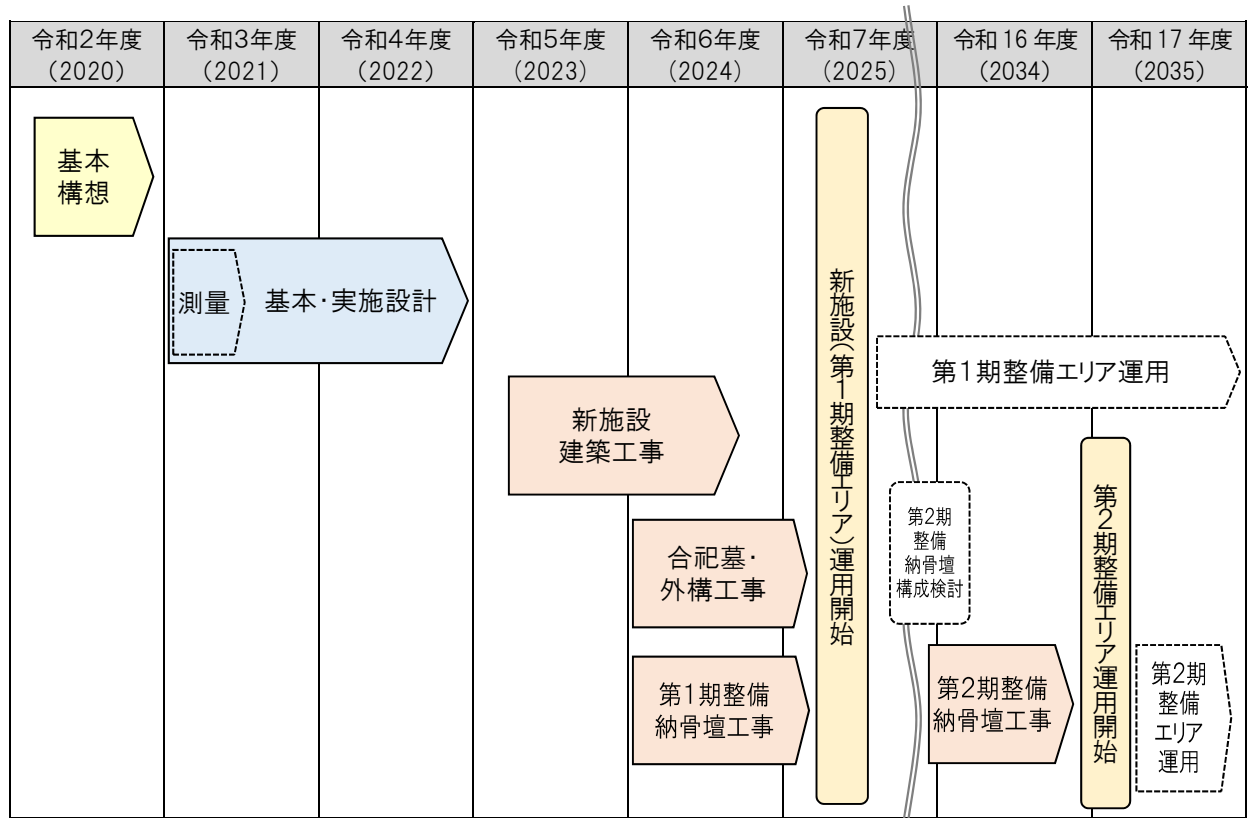 令和2年度
（2020）
令和3年度
（2021）
令和4年度
（2022）
令和5年度
（2023）
令和6年度
（2024）
令和7年度
（2025）
令和16年度
（2034）
令和17年度
（2035）
基本
構想
測量
基本・実施設計
新施設
建築工事
合祀墓・
外構工事
第1期整備
納骨壇工事
新施設（第1期整備エリア）運用開始
第1期整備エリア運用
第2期
整備
納骨壇
構成検討
第2期整備
納骨壇工事
第2期整備エリア運用開始
第2期
整備
エリア
運用